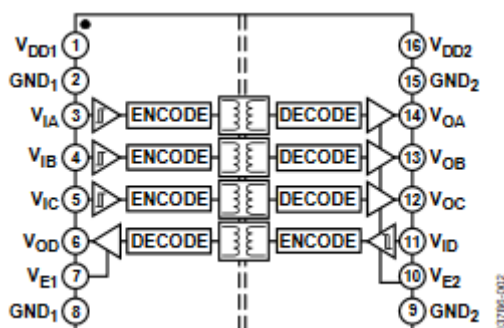 VDD1 1 16 VDD2
GND1 2 15 GND2
VIA 3 ENCODE DECODE 14 VOA
VIB 4 ENCODE DECODE 13 VOB
VIC 5 ENCODE DECODE 12 VOC
VOD 6 DECODE ENCODE 11 VID
VE1 7 10 VE2
GND1 8 9 GND2